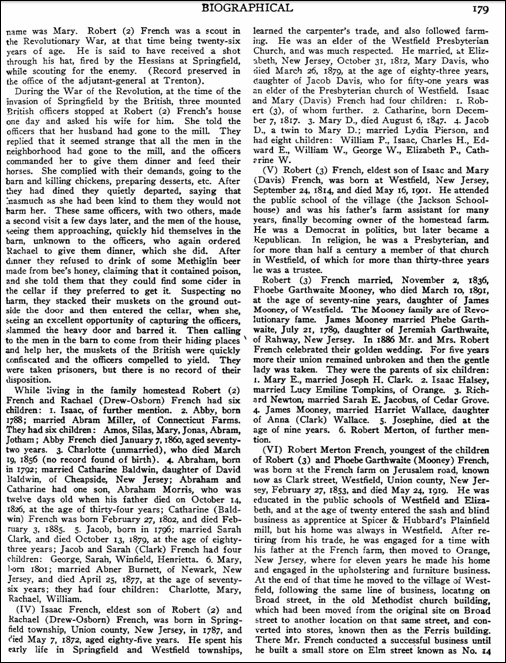 BIOGRAPHICAL 179
name was Mary. Robert (2) French was a scout in
the Revolutionary War, at that time being twenty-six
years of age. He is said to have received a shot
through his hat, fired by the Hessians at Springfield,
while scouting for the enemy. (Record preserved in
the office of the adjutant-general at Trenton).
During the War of the Revolution, at the time of the
invasion of Springfield by the British, three mounted
British officers stopped at Robert (2) French's house
one day and asked his wife for him. She told the
officers that her husband had gone to the mill. They
replied that it seemed strange that all the men in the
neighborhood had gone to the mill, and the officers
commanded her to give them dinner and feed their
horses. She complied with their demands, going to the
barn and killing chickens, preparing desserts, etc. After
they had dined they quietly departed, saying that
inasmuch as she had been kind to them they would not
harm her. These same officers, with two others, made
a second visit a few days later, and the men of the house,
seeing them approaching, quickly hid themselves in the
barn, unknown to the officers, who again ordered
Rachael to give them dinner, which she did. After
dinner they refused to drink of some Metheglin beer
made from bee's honey, claiming that it contained poison,
and she told them that they could find some cider in
the cellar if they preferred to get it. Suspecting no
harm, they stacked their muskets on the ground out-
side the door and then entered the cellar, when she,
seeing an excellent opportunity of capturing the officers,
slammed the heavy door and barred it. Then calling
to the men in the barn to come from their hiding places
and help her, the muskets of the British were quickly
confiscated and the officers compelled to yield. They
were taken prisoners, but there is no record of their
disposition.
While living in the family homestead Robert (2)
French and Rachael (Drew-Osborn) French had six
children: 1. Isaac, of further mention. 2. Abby, born
1788; married Abram Miller, of Connecticut Farms.
They had six children: Amos, Silas, Mary, Jonas, Abram,
Jotham; Abby French died January 7, 1860, aged seventy-
two years. 3. Charlotte (unmarried), who died March
19, 1856 (no record found of birth). 4. Abraham, born
in 1792; married Catharine Baldwin, daughter of David
Baldwin, of Cheapside, New Jersey; Abraham and
Catharine had one son, Abraham Morris, who was
twelve days old when his father died on October 14,
1826, at the age of thirty-four years; Catharine (Bald-
win) French was born February 27, 1802, and died Feb-
ruary 3, 1885. 5. Jacob, born in 1796; married Sarah
Clark, and died October 13, 1879, at the age of eighty-
three years; Jacob and Sarah (Clark) French had four
children: George, Sarah, Winfield, Henrietta. 6. Mary,
born 1801; married Abner Burnett, of Newark, New
Jersey, and died April 25, 1877, at the age of seventy-
six years; they had four children: Charlotte, Mary,
Rachael, William.
(IV) Isaac French, eldest son of Robert (2) and
Rachael (Drew-Osborn) French, was born in Spring-
field township, Union county, New Jersey, in 1787, and
died May 7, 1872, aged eighty-five years. He spent his
early life in Springfield and Westfield townships,
learned the carpenter's trade, and also followed farm-
ing. He was an elder of the Westfield Presbyterian
Church, and was much respected. He married, at Eliz-
abeth, New Jersey, October 31, 1812, Mary Davis, who
died March 26, 1879, at the age of eighty-three years,
daughter of Jacob Davis, who for fifty-one years was
an elder of the Presbyterian church of Westfield. Isaac
and Mary (Davis) French had four children: 1. Rob-
ert (3), of whom further. 2. Catharine, born Decem-
ber 7, 1817. 3. Mary D., died August 6, 1847. 4. Jacob
D., a twin to Mary D.; married Lydia Pierson, and
had eight children: William P., Isaac, Charles H., Ed-
ward E., William W., George W., Elizabeth P., Cath-
arine W.
(V) Robert (3) French, eldest son of Isaac and Mary
(Davis) French, was born at Westfield, New Jersey,
September 24, 1814, and died May 16, 1901. He attended
the public school of the village (the Jackson School-
house) and was his father's farm assistant for many
years, finally becoming owner of the homestead farm.
He was a Democrat in politics, but later became a
Republican. In religion, he was a Presbyterian, and
for more than half a century a member of that church
in Westfield, of which for more than thirty-three years
he was a trustee.
Robert (3) French married, November 2, 1836,
Phoebe Garthwaite Mooney, who died March 10, 1891,
at the age of seventy-nine years, daughter of James
Mooney, of Westfield. The Mooney family are of Revo-
lutionary fame. James Mooney married Phebe Garth-
waite, July 21, 1789, daughter of Jeremiah Garthwaite,
of Rahway, New Jersey. In 1886 Mr. and Mrs. Robert
French celebrated their golden wedding. For five years
more their union remained unbroken and then the gentle
lady was taken. They were the parents of six children:
1. Mary E., married Joseph H. Clark. 2. Isaac Halsey,
married Lucy Emiline Tompkins, of Orange. 3. Rich-
ard Newton, married Sarah E. Jacobus, of Cedar Grove.
4. James Mooney, married Harriet Wallace, daughter
of Anna (Clark) Wallace. 5. Josephine, died at the
age of nine years. 6. Robert Merton, of further men-
tion.
(VI) Robert Merton French, youngest of the children
of Robert (3) and Phoebe Garthwaite (Mooney) French,
was born at the French farm on Jerusalem road, known
now as Clark street, Westfield, Union county, New Jer-
sey, February 27, 1853, and died May 24, 1919. He was
educated in the public schools of Westfield and Eliza-
beth, and at the age of twenty entered the sash and blind
business as apprentice at Spicer & Hubbard's Plainfield
mill, but his home was always in Westfield. After re-
tiring from his trade, he was engaged for a time with
his father at the French farm, then moved to Orange,
New Jersey, where for eleven years he made his home
and engaged in the upholstering and furniture business.
At the end of that time he moved to the village of West-
field, following the same line of business, locating on
Broad street, in the old Methodist church building,
which had been moved from the original site on Broad
street to another location on that same street, and con-
verted into stores, known then as the Ferris building.
There Mr. French conducted a successful business until
he built a small store on Elm street known as No. 14